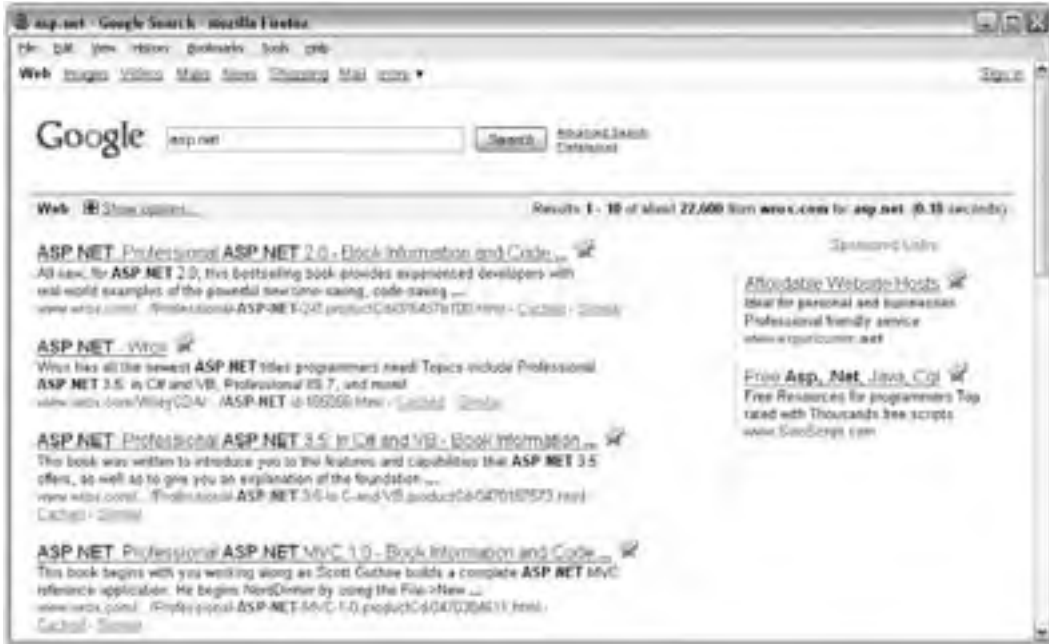 asp.net - Google Search - Mozilla Firefox
File Edit View History Bookmarks Tools Help
Web Images Videos Maps News Shopping Mail more ▼ Sign in
Google asp.net Search Advanced Search
Web Show options... Results 1 - 10 of about 22,600 from wrox.com for asp.net. (0.18 seconds)
ASP.NET: Professional ASP.NET 2.0 - Book Information and Code ...
All new, for ASP.NET 2.0, this bestselling book provides experienced developers with
real-world examples of the powerful new time-saving, code-saving ...
Cached - Similar
ASP.NET - Wrox
Wrox has all the newest ASP.NET titles programmers need! Topics include Professional
ASP.NET 3.5: in C# and VB, Professional IIS 7, and more!
Cached - Similar
ASP.NET: Professional ASP.NET 3.5: in C# and VB - Book Information ...
This book was written to introduce you to the features and capabilities that ASP.NET 3.5
offers, as well as to give you an explanation of the foundation ...
Cached - Similar
ASP.NET: Professional ASP.NET MVC 1.0 - Book Information and Code ...
This book begins with you working along as Scott Guthrie builds a complete ASP.NET MVC
reference application. He begins NerdDinner by using the File->New ...
Cached - Similar
Sponsored Links
Affordable Website Hosts
Ideal for personal and businesses
Professional friendly service
Free Asp, .Net, Java, Cgi
Free Resources for programmers Top
rated with Thousands free scripts